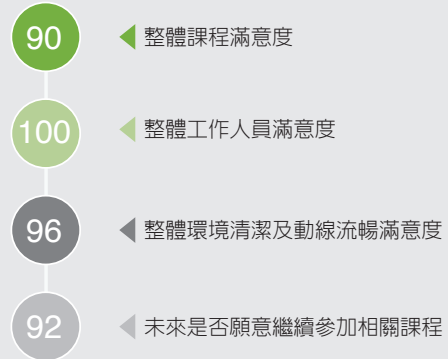 90 整體課程滿意度
100 整體工作人員滿意度
96 整體環境清潔及動線流暢滿意度
92 未來是否願意繼續參加相關課程